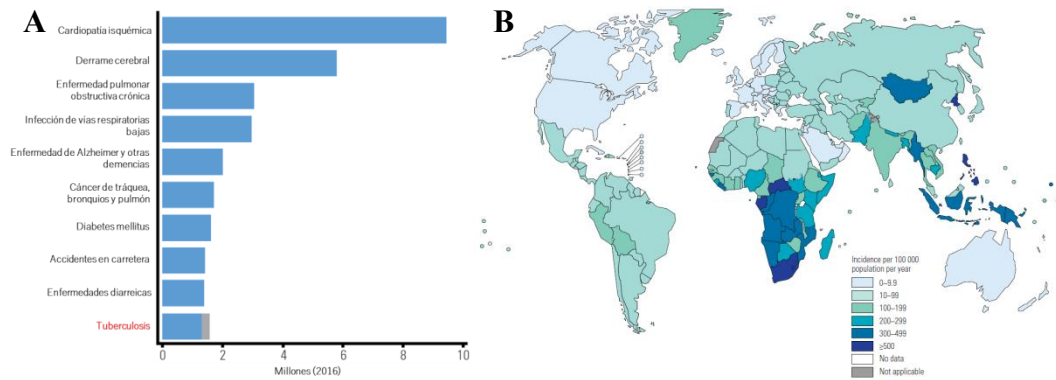 A
Cardiopatía isquémica
Derrame cerebral
Enfermedad pulmonar
obstructiva crónica
Infección de vías respiratorias
bajas
Enfermedad de Alzheimer y otras
demencias
Cáncer de tráquea,
bronquios y pulmón
Diabetes mellitus
Accidentes en carretera
Enfermedades diarreicas
Tuberculosis
0 2 4 6 8 10
Millones (2016)
B
Incidence per 100 000
population per year
0–9.9
10–99
100–199
200–299
300–499
≥500
No data
Not applicable